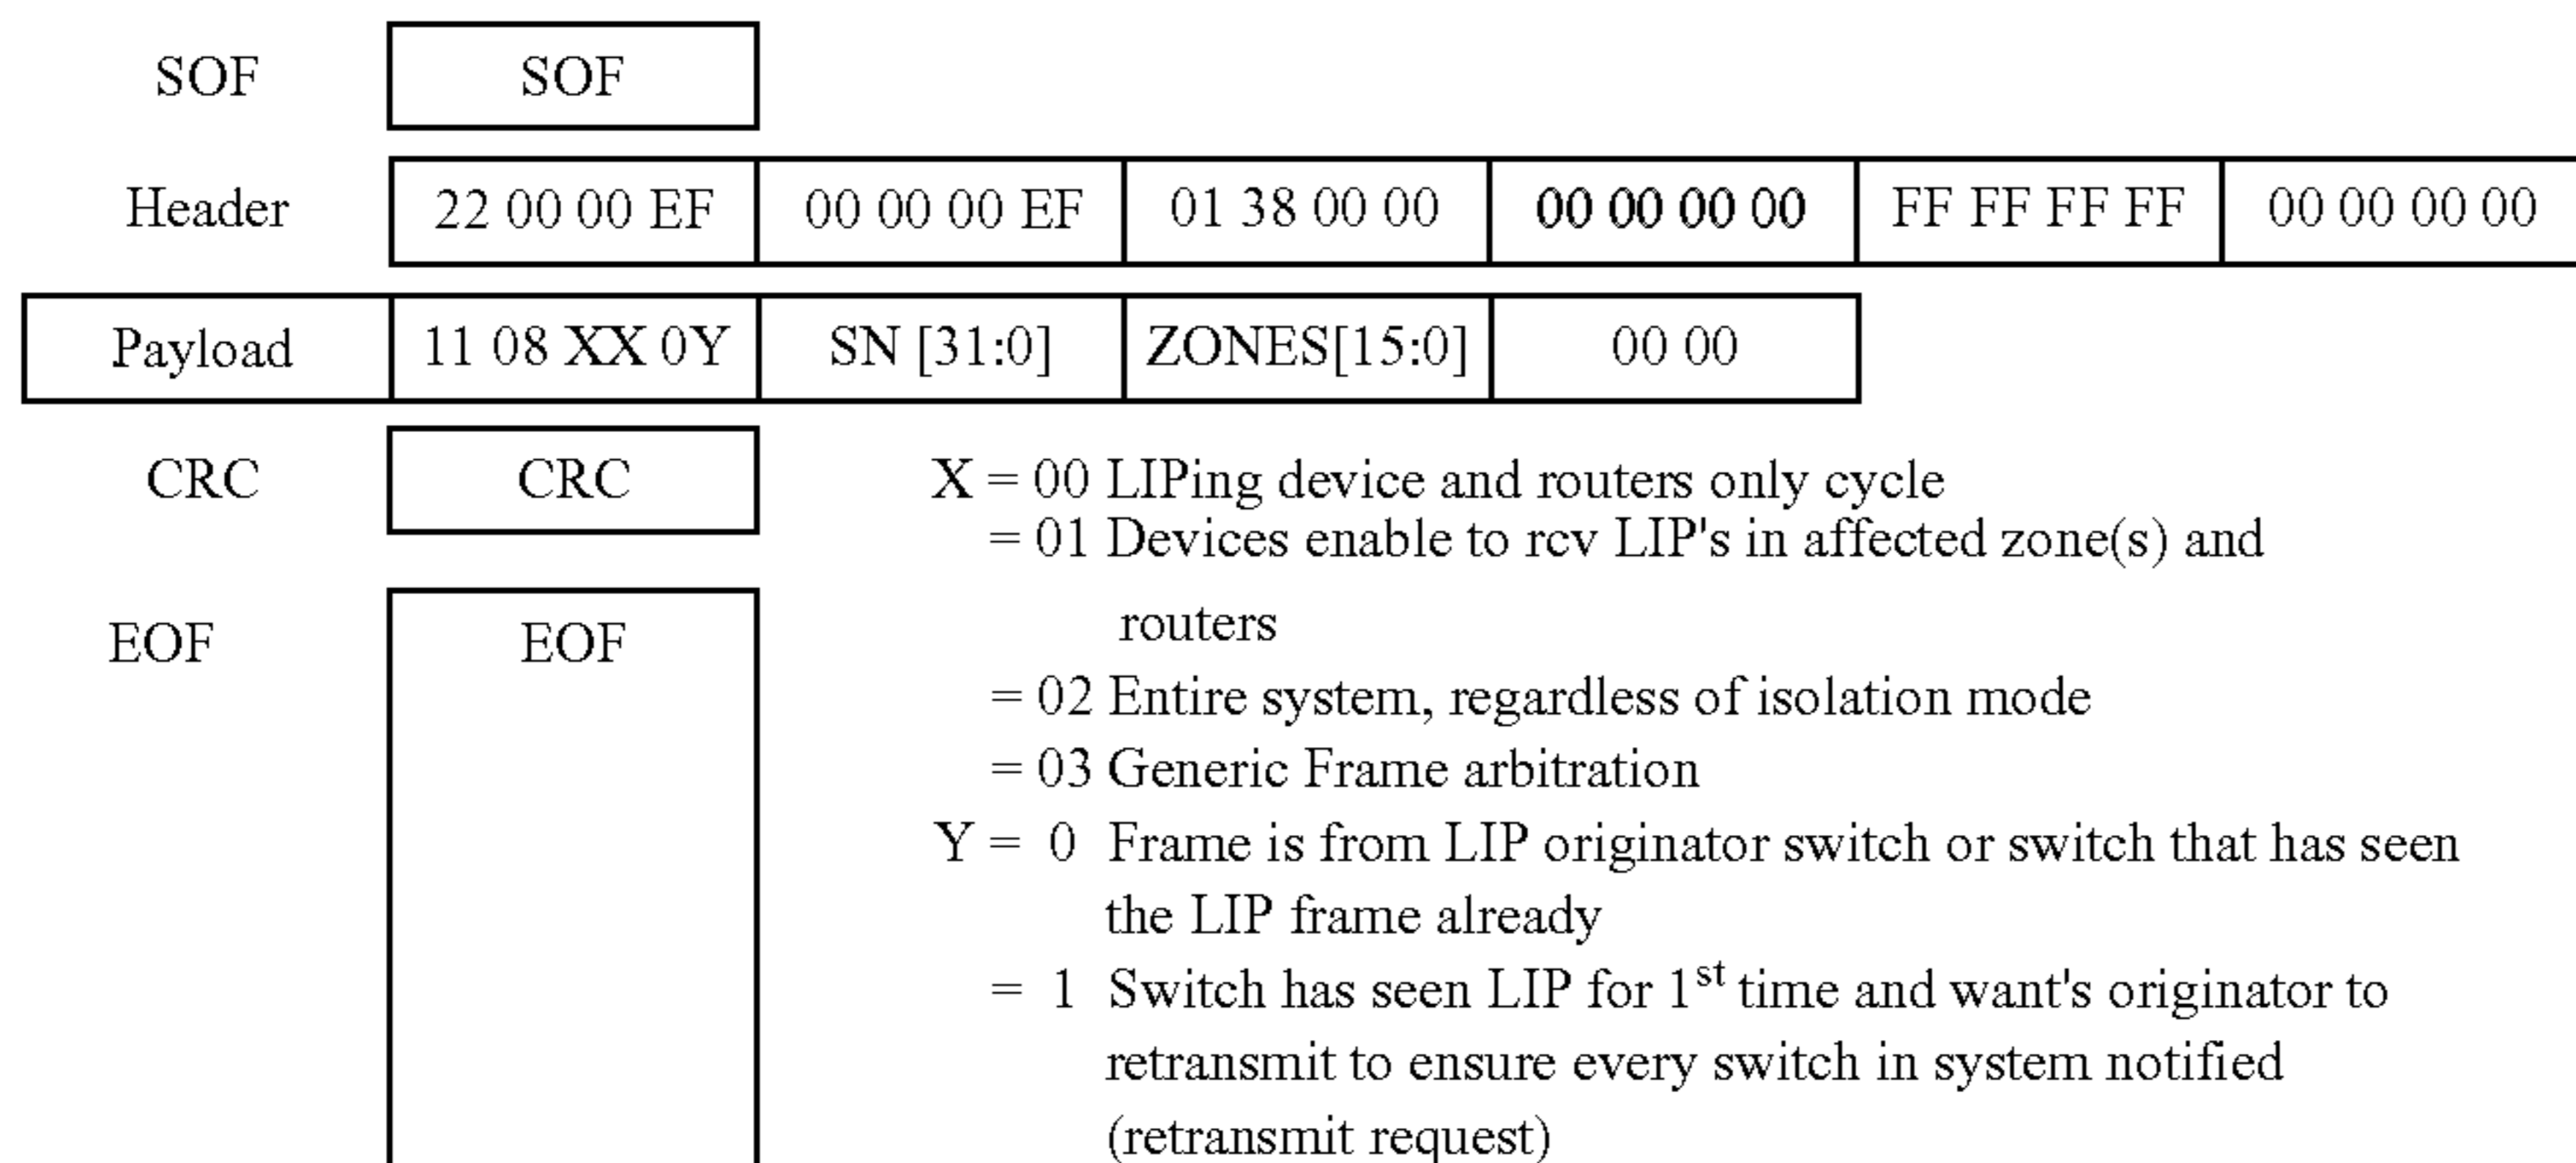 SOF SOF
Header 22 00 00 EF 00 00 00 EF 01 38 00 00 00 00 00 00 FF FF FF FF 00 00 00 00
Payload 11 08 XX 0Y SN [31:0] ZONES[15:0] 00 00
CRC CRC
X = 00 LIPing device and routers only cycle
= 01 Devices enable to rcv LIP's in affected zone(s) and
routers
EOF EOF
= 02 Entire system, regardless of isolation mode
= 03 Generic Frame arbitration
Y = 0 Frame is from LIP originator switch or switch that has seen
the LIP frame already
= 1 Switch has seen LIP for 1st time and want's originator to
retransmit to ensure every switch in system notified
(retransmit request)